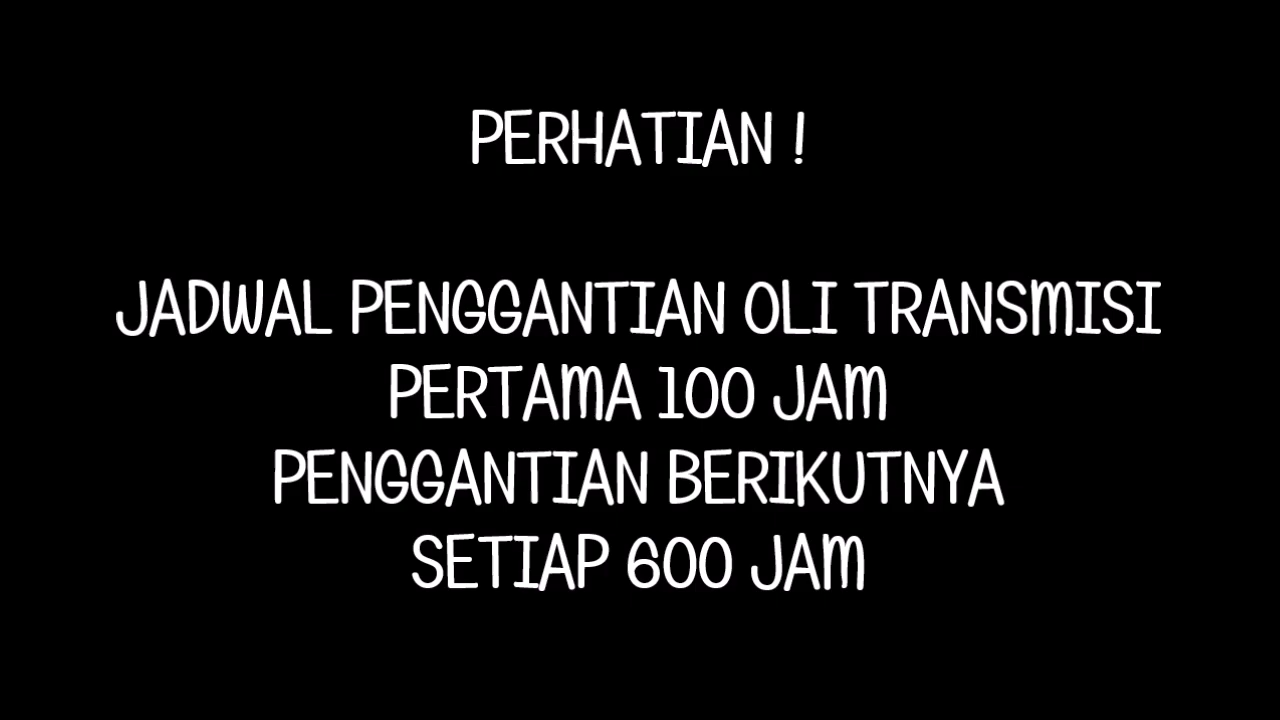 PERHATIAN !
JADWAL PENGGANTIAN OLI TRANSMISI
PERTAMA 100 JAM
PENGGANTIAN BERIKUTNYA
SETIAP 600 JAM